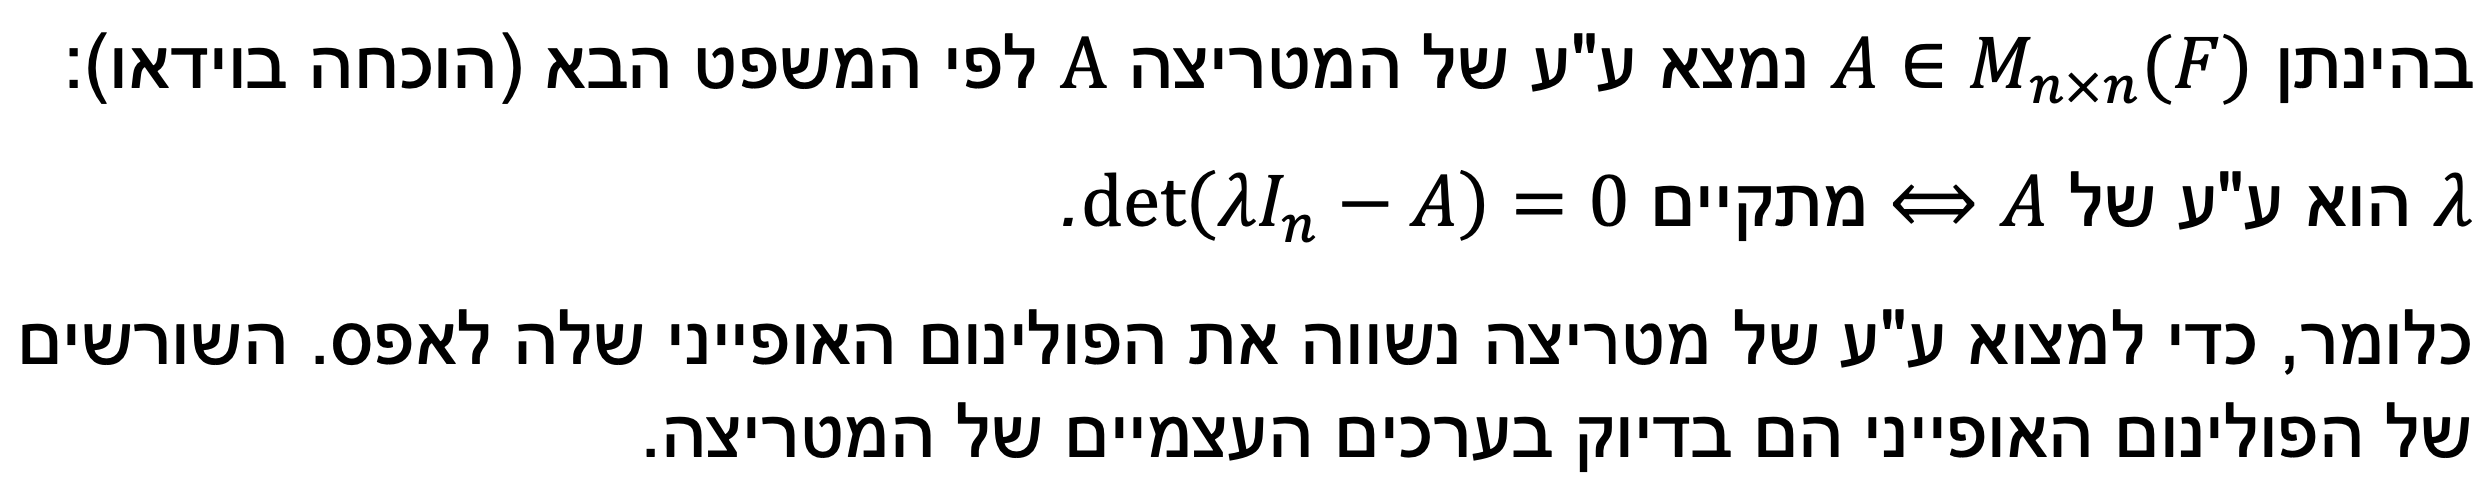 בהינתן $A \in M_{n \times n}(F)$ נמצא ע"ע של המטריצה A לפי המשפט הבא (הוכחה בוידאו):
$\lambda$ הוא ע"ע של $A$ $\Longleftrightarrow$ מתקיים $\det(\lambda I_n - A) = 0$.
כלומר, כדי למצוא ע"ע של מטריצה נשווה את הפולינום האופייני שלה לאפס. השורשים
של הפולינום האופייני הם בדיוק בערכים העצמיים של המטריצה.